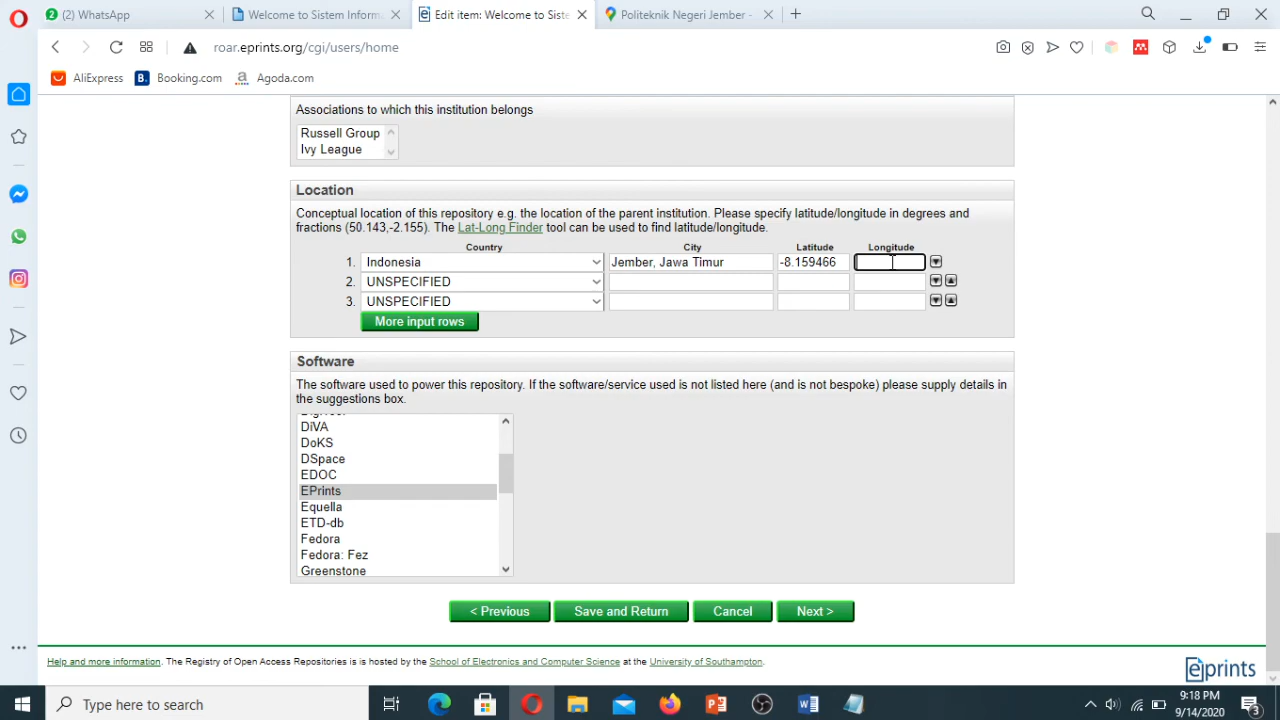 (2) WhatsApp
Welcome to Sistem Inform
Edit item: Welcome to Siste
Politeknik Negeri Jember -
roar.eprints.org/cgi/users/home
AliExpress
Booking.com
Agoda.com
Associations to which this institution belongs
Russell Group
Ivy League
Location
Conceptual location of this repository e.g. the location of the parent institution. Please specify latitude/longitude in degrees and
fractions (50.143,-2.155). The Lat-Long Finder tool can be used to find latitude/longitude.
Country City Latitude Longitude
1. Indonesia Jember, Jawa Timur -8.159466
2. UNSPECIFIED
3. UNSPECIFIED
More input rows
Software
The software used to power this repository. If the software/service used is not listed here (and is not bespoke) please supply details in
the suggestions box.
DiVA
DoKS
DSpace
EDOC
EPrints
Equella
ETD-db
Fedora
Fedora: Fez
Greenstone
< Previous Save and Return Cancel Next >
Help and more information. The Registry of Open Access Repositories is is hosted by the School of Electronics and Computer Science at the University of Southampton.
eprints
Type here to search
9:18 PM
9/14/2020
3